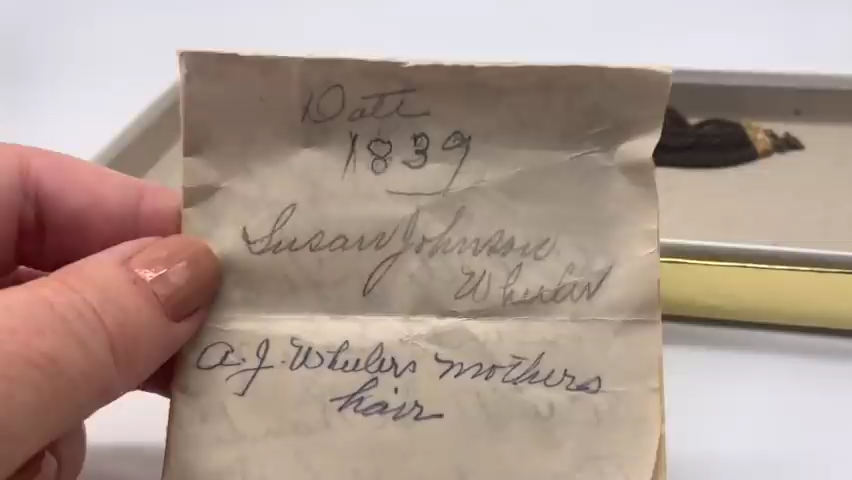 Date
1839
Susan Johnson
Wheeler
A. J. Wheelers mothers
hair